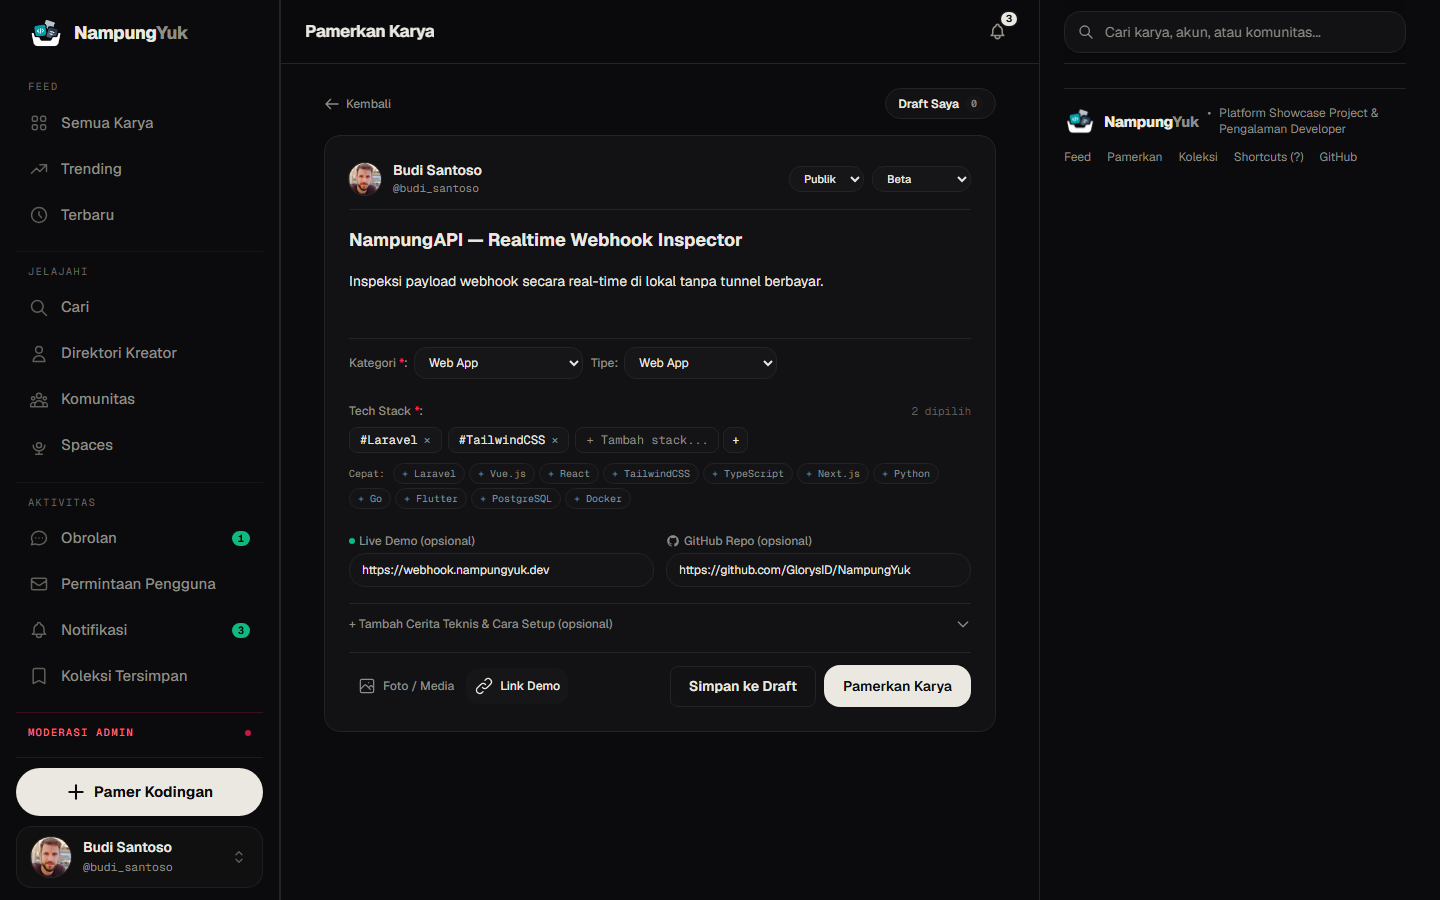 NampungYuk
FEED
Semua Karya
Trending
Terbaru
JELAJAHI
Cari
Direktori Kreator
Komunitas
Spaces
AKTIVITAS
Obrolan 1
Permintaan Pengguna
Notifikasi 3
Koleksi Tersimpan
MODERASI ADMIN
+ Pamer Kodingan
Budi Santoso
@budi_santoso
Pamerkan Karya
3
← Kembali
Draft Saya 0
Budi Santoso
@budi_santoso
Publik
Beta
NampungAPI — Realtime Webhook Inspector
Inspeksi payload webhook secara real-time di lokal tanpa tunnel berbayar.
Kategori *: Web App Tipe: Web App
Tech Stack *: 2 dipilih
#Laravel × #TailwindCSS × + Tambah stack... +
Cepat: + Laravel + Vue.js + React + TailwindCSS + TypeScript + Next.js + Python
+ Go + Flutter + PostgreSQL + Docker
Live Demo (opsional)
https://webhook.nampungyuk.dev
GitHub Repo (opsional)
https://github.com/GlorysID/NampungYuk
+ Tambah Cerita Teknis & Cara Setup (opsional)
Foto / Media Link Demo Simpan ke Draft Pamerkan Karya
Cari karya, akun, atau komunitas...
NampungYuk • Platform Showcase Project &
Pengalaman Developer
Feed Pamerkan Koleksi Shortcuts (?) GitHub